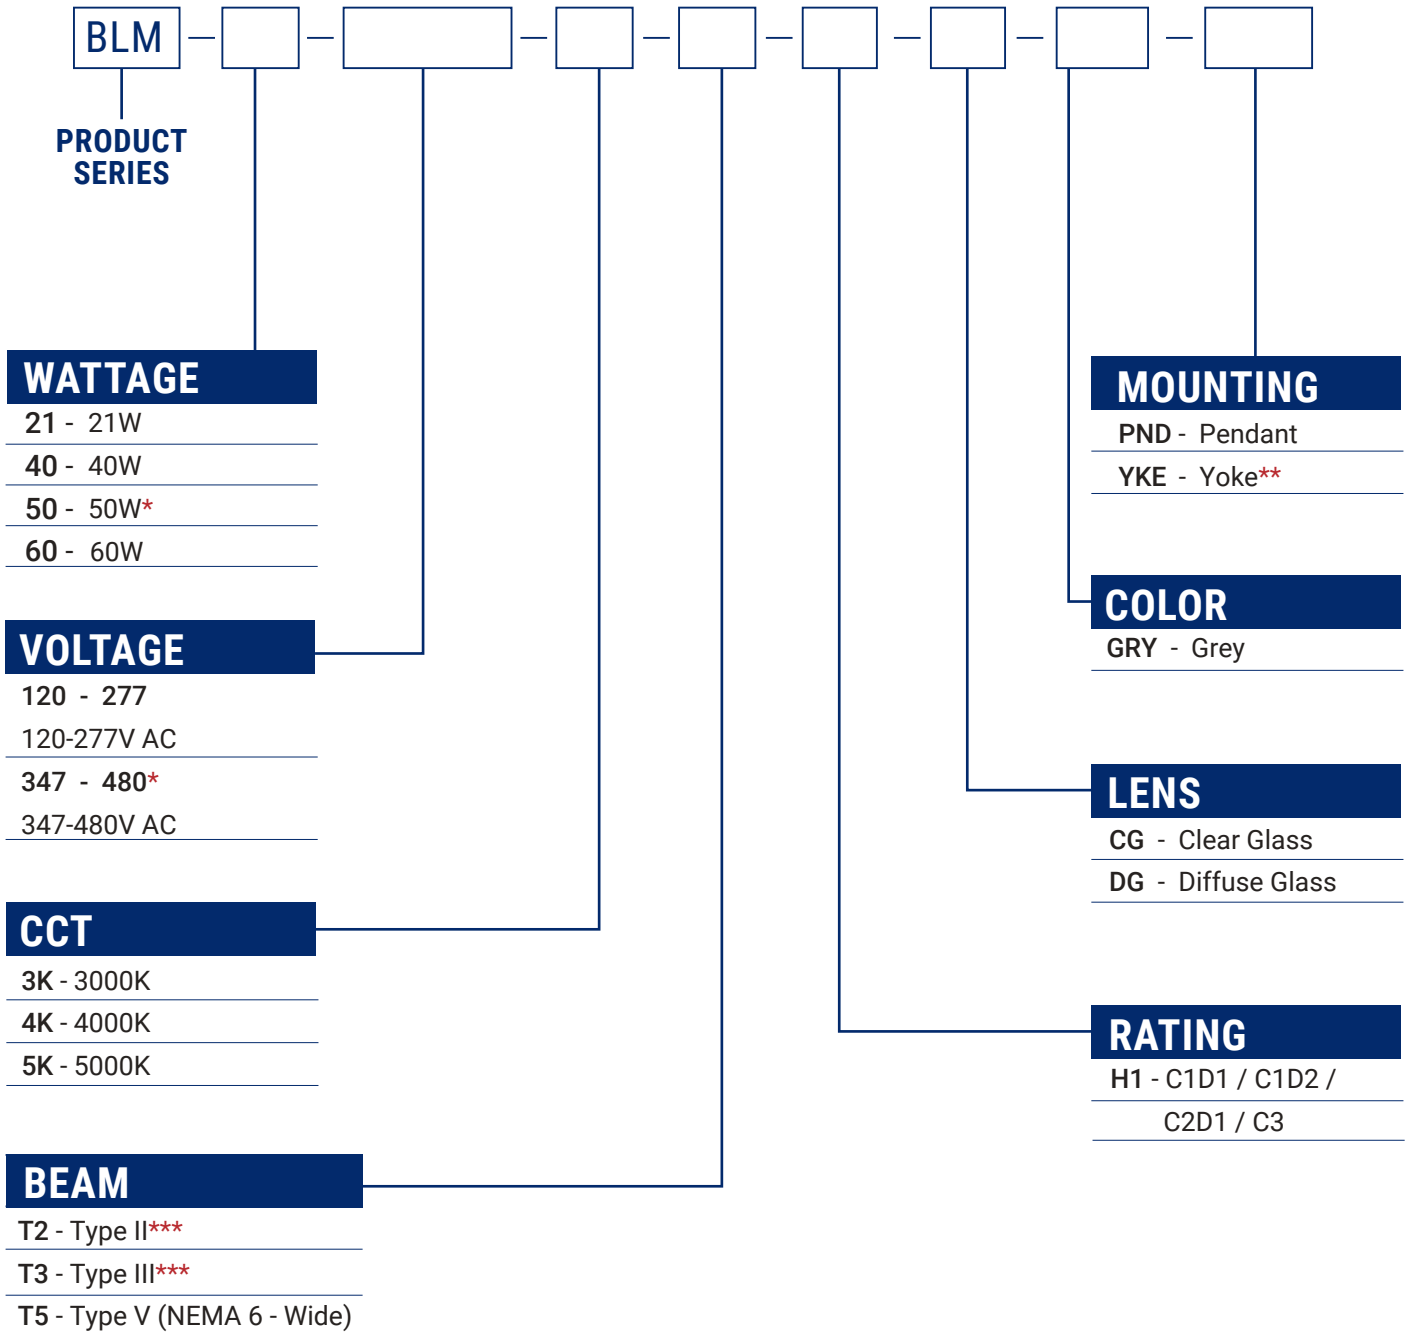 BLM
PRODUCT
SERIES
WATTAGE
21 - 21W
40 - 40W
50 - 50W*
60 - 60W
VOLTAGE
120 - 277
120-277V AC
347 - 480*
347-480V AC
CCT
3K - 3000K
4K - 4000K
5K - 5000K
BEAM
T2 - Type II***
T3 - Type III***
T5 - Type V (NEMA 6 - Wide)
MOUNTING
PND - Pendant
YKE - Yoke**
COLOR
GRY - Grey
LENS
CG - Clear Glass
DG - Diffuse Glass
RATING
H1 - C1D1 / C1D2 /
C2D1 / C3